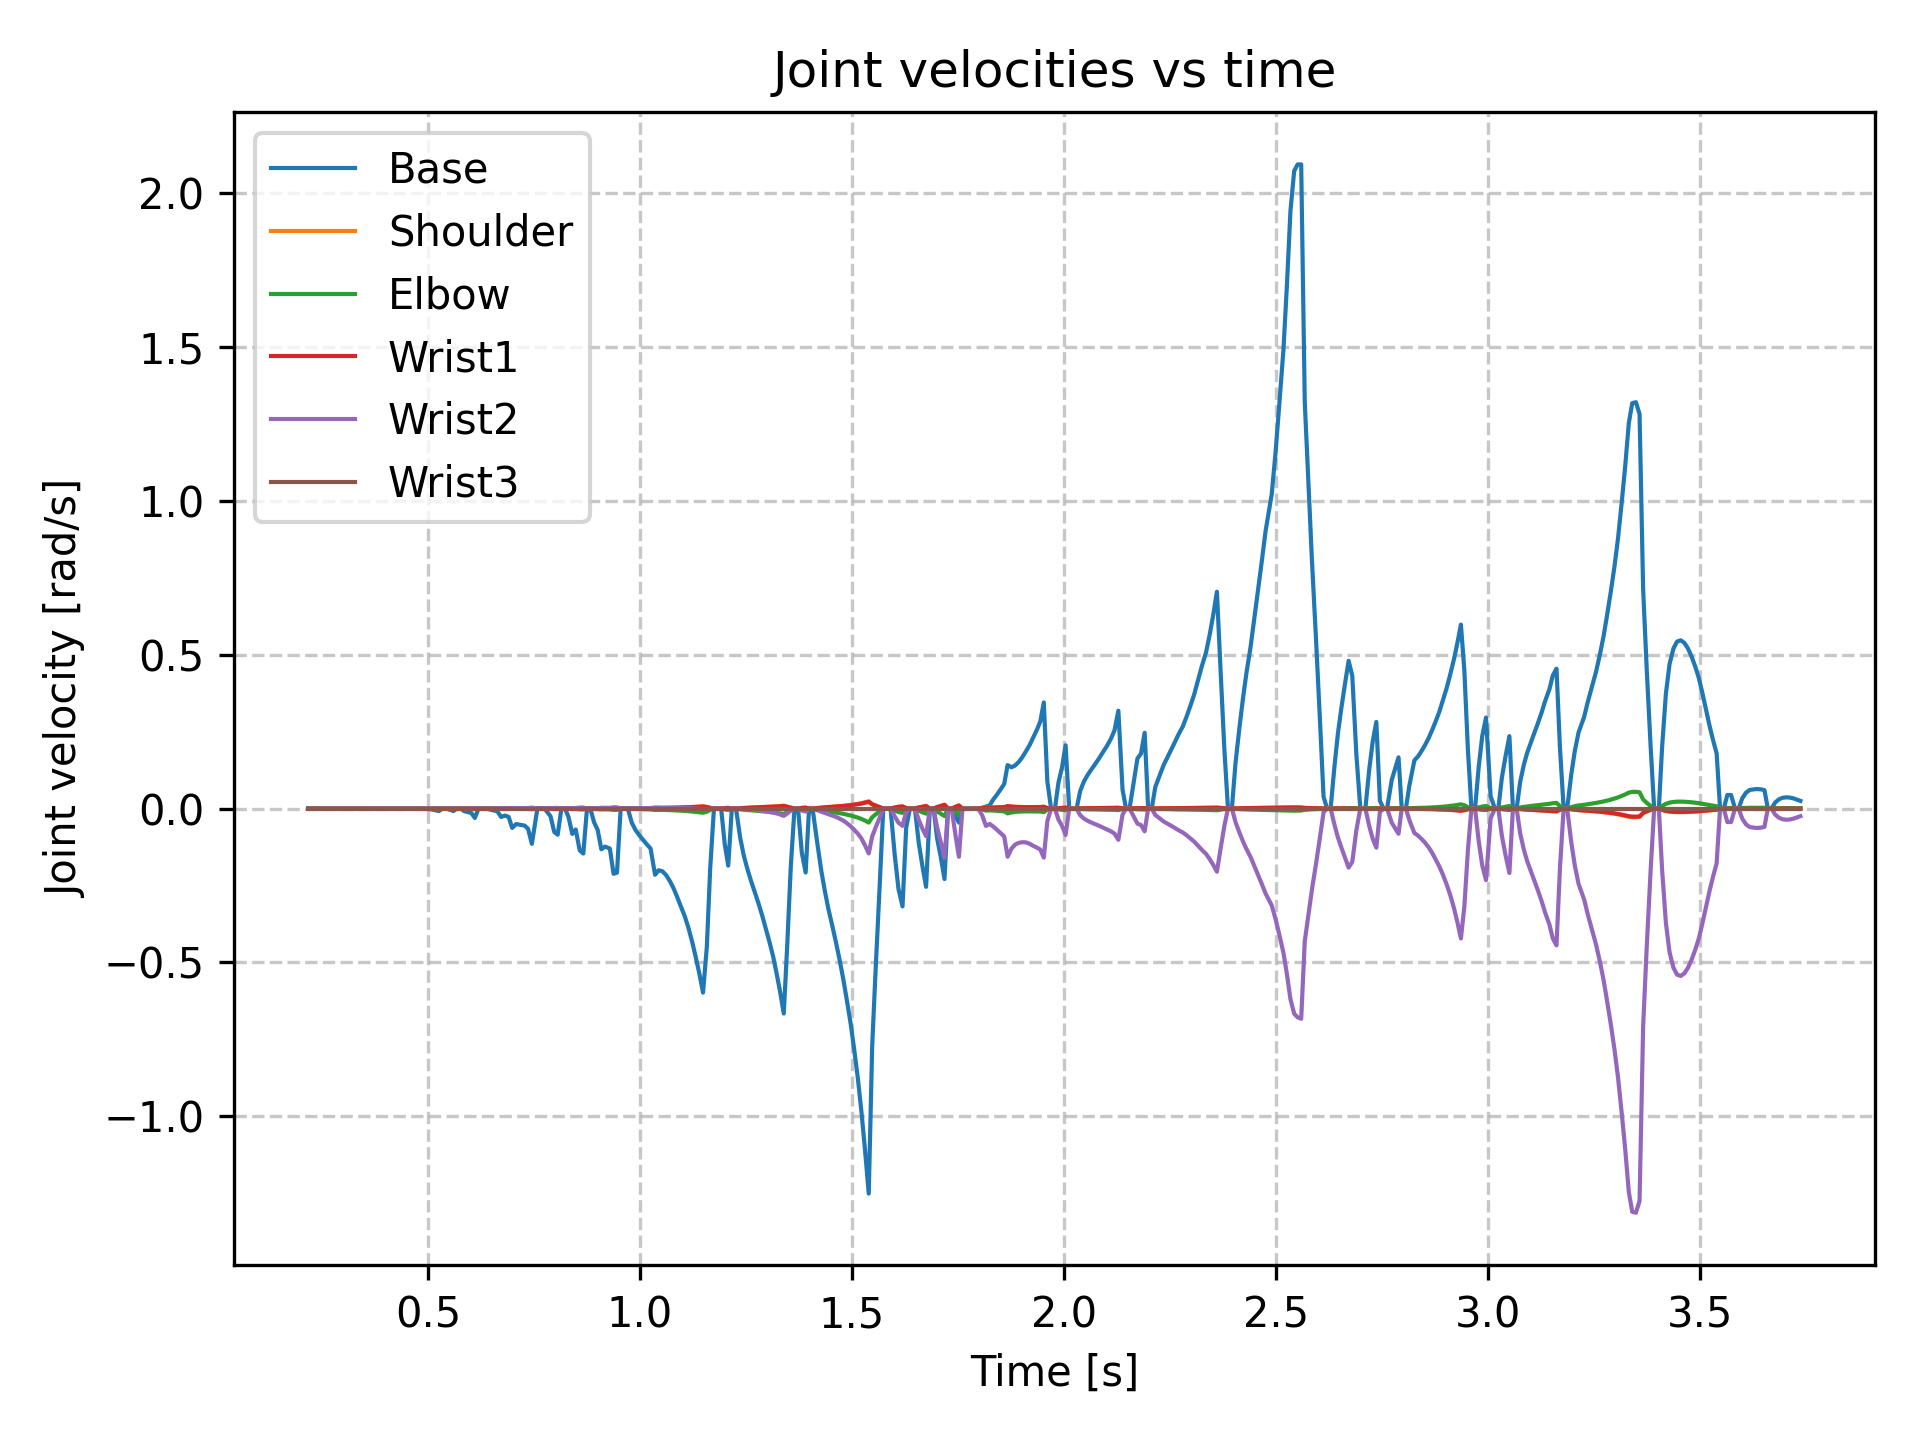 Joint velocities vs time
Base
Shoulder
Elbow
Wrist1
Wrist2
Wrist3
2.0
1.5
1.0
0.5
0.0
−0.5
−1.0
Joint velocity [rad/s]
0.5 1.0 1.5 2.0 2.5 3.0 3.5
Time [s]